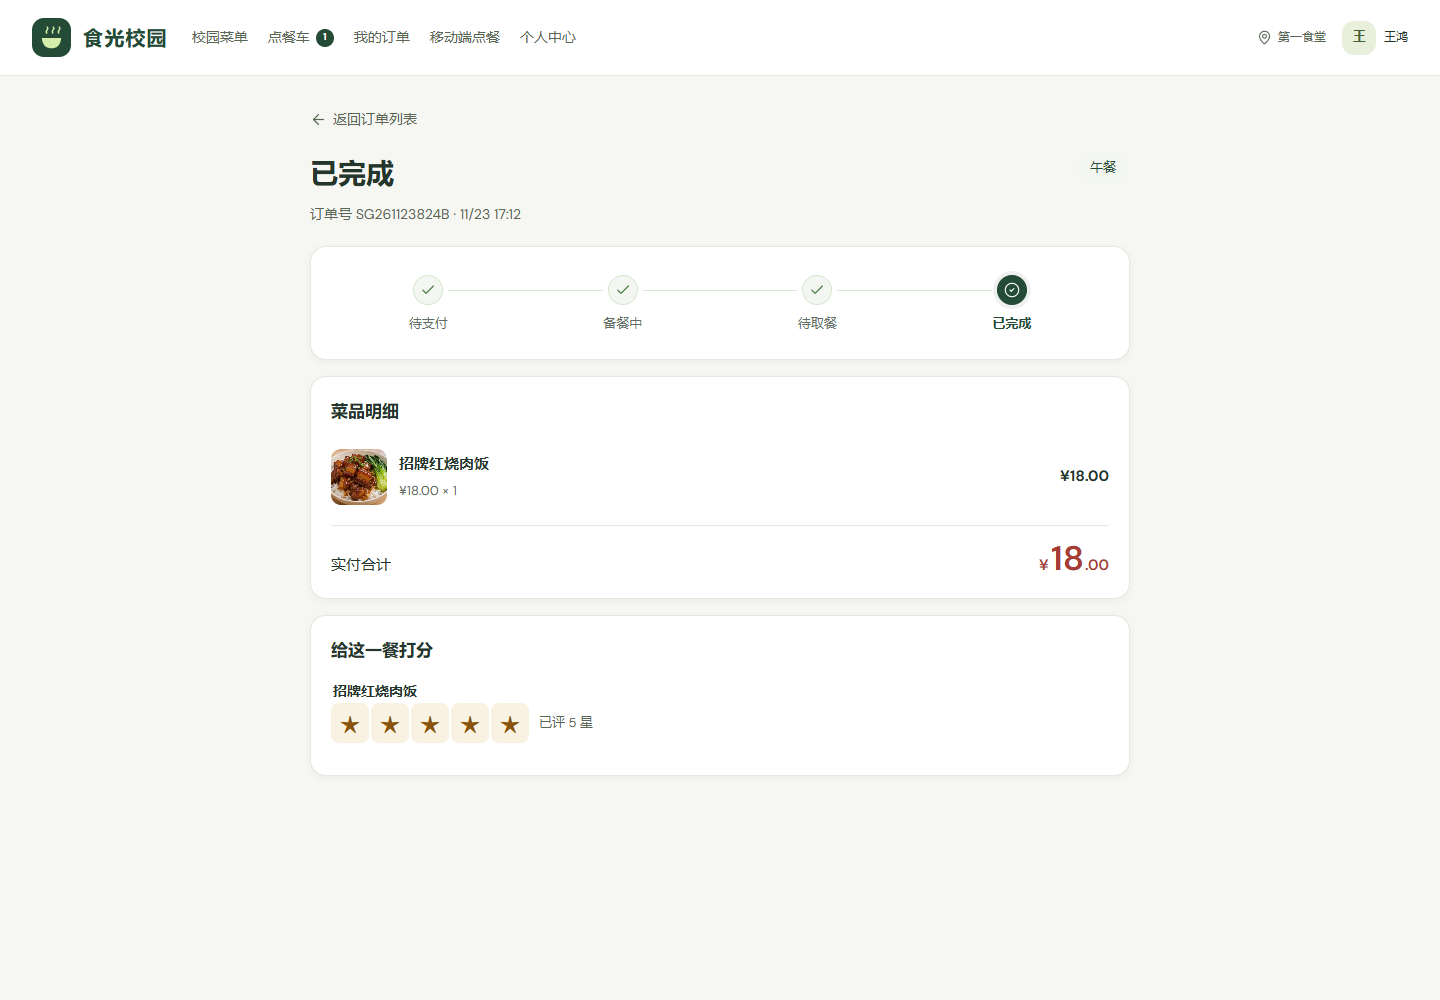 食光校园 校园菜单 点餐车 1 我的订单 移动端点餐 个人中心 第一食堂 王 王鸿
返回订单列表
已完成 午餐
订单号 SG261123824B · 11/23 17:12
待支付 备餐中 待取餐 已完成
菜品明细
招牌红烧肉饭
¥18.00 × 1 ¥18.00
实付合计 ¥18.00
给这一餐打分
招牌红烧肉饭
★ ★ ★ ★ ★ 已评 5 星